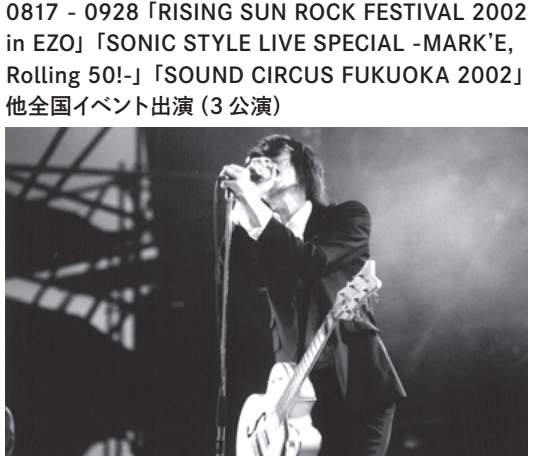 0817 - 0928「RISING SUN ROCK FESTIVAL 2002
in EZO」「SONIC STYLE LIVE SPECIAL -MARK’E,
Rolling 50!-」「SOUND CIRCUS FUKUOKA 2002」
他全国イベント出演（3公演）